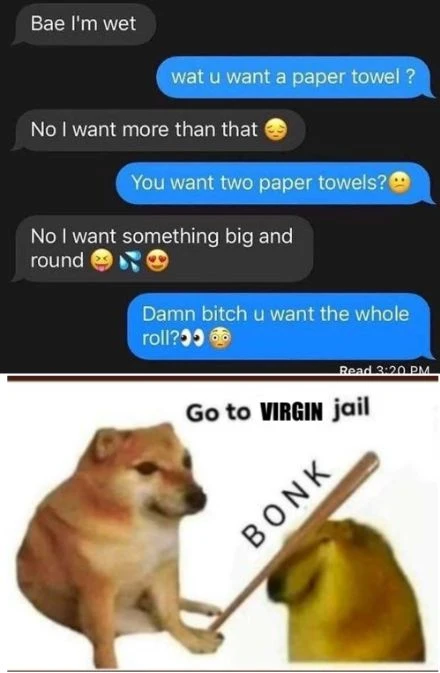 Bae I'm wet
wat u want a paper towel ?
No I want more than that 😔
You want two paper towels?😕
No I want something big and
round 😝💦😍
Damn bitch u want the whole
roll?👀😳
Read 3:20 PM
Go to VIRGIN jail
BONK